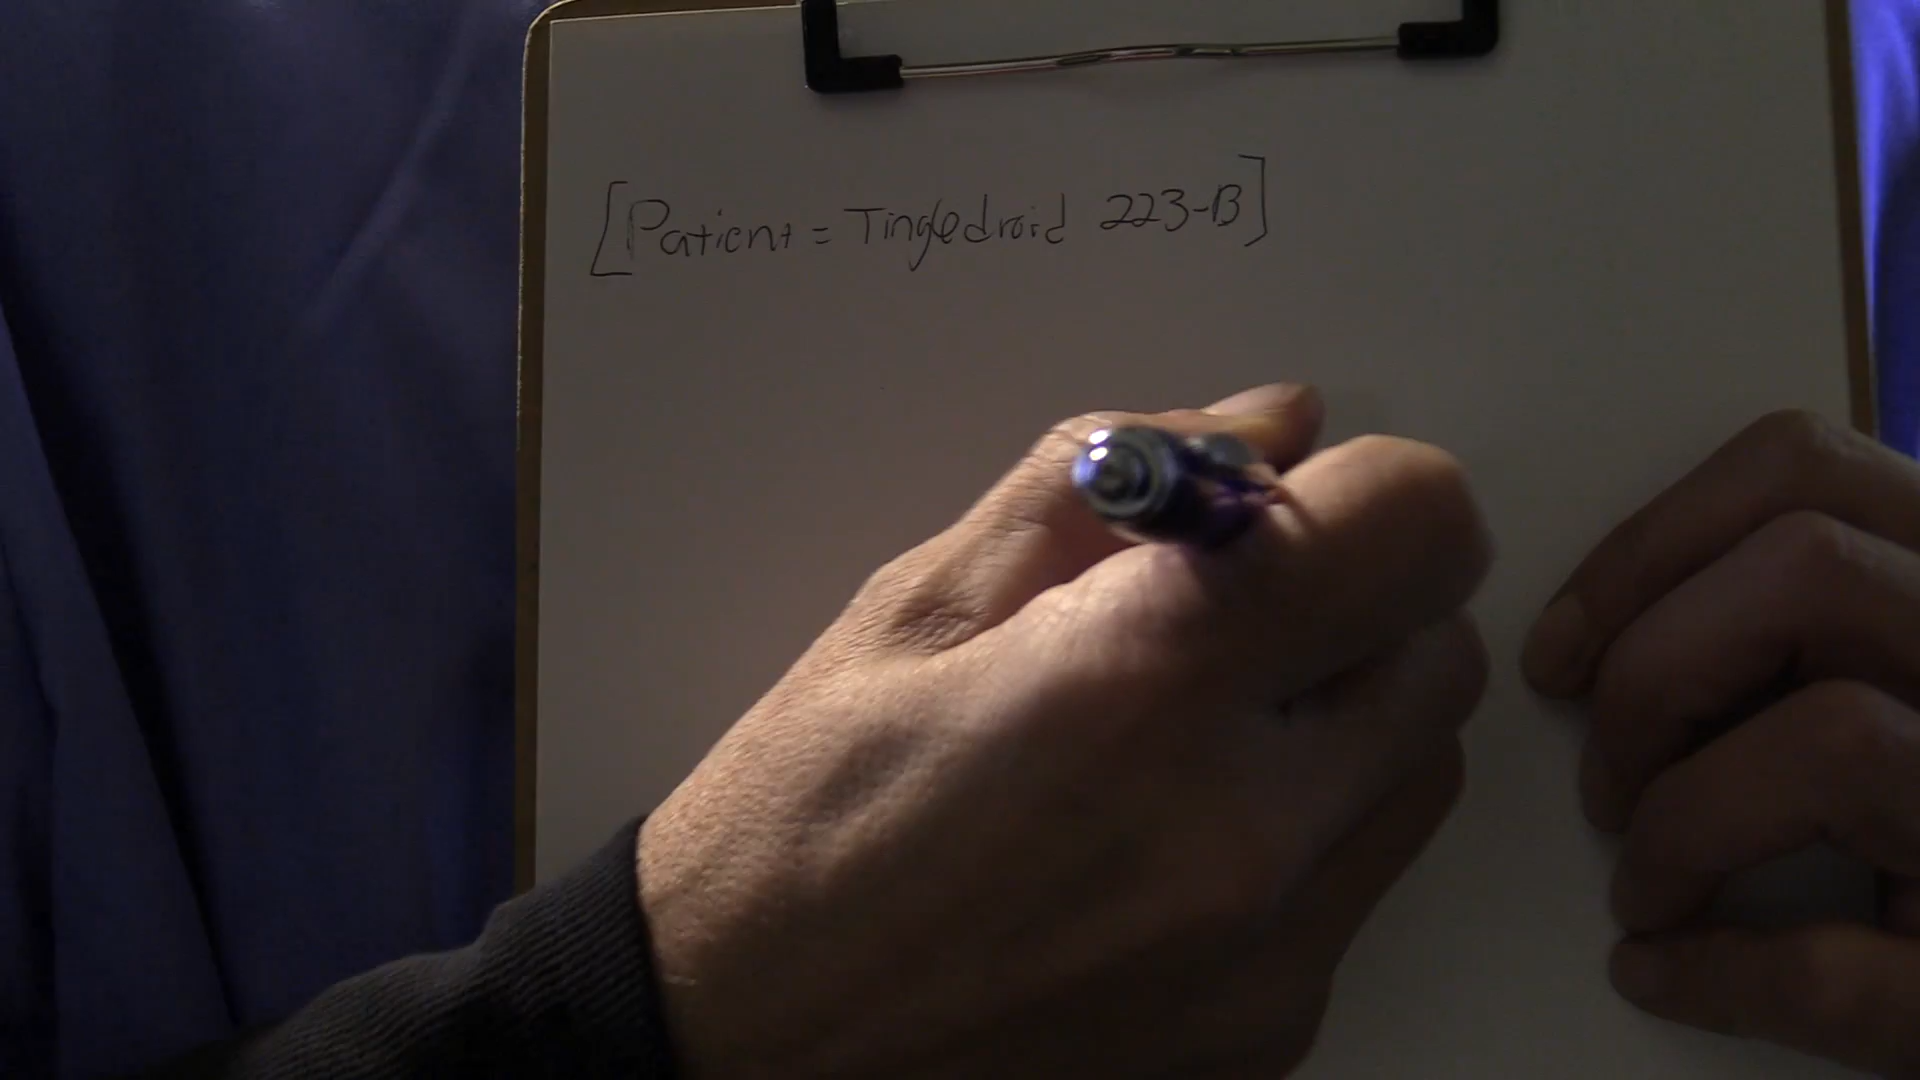 [Patient = Tingledroid 223-B]